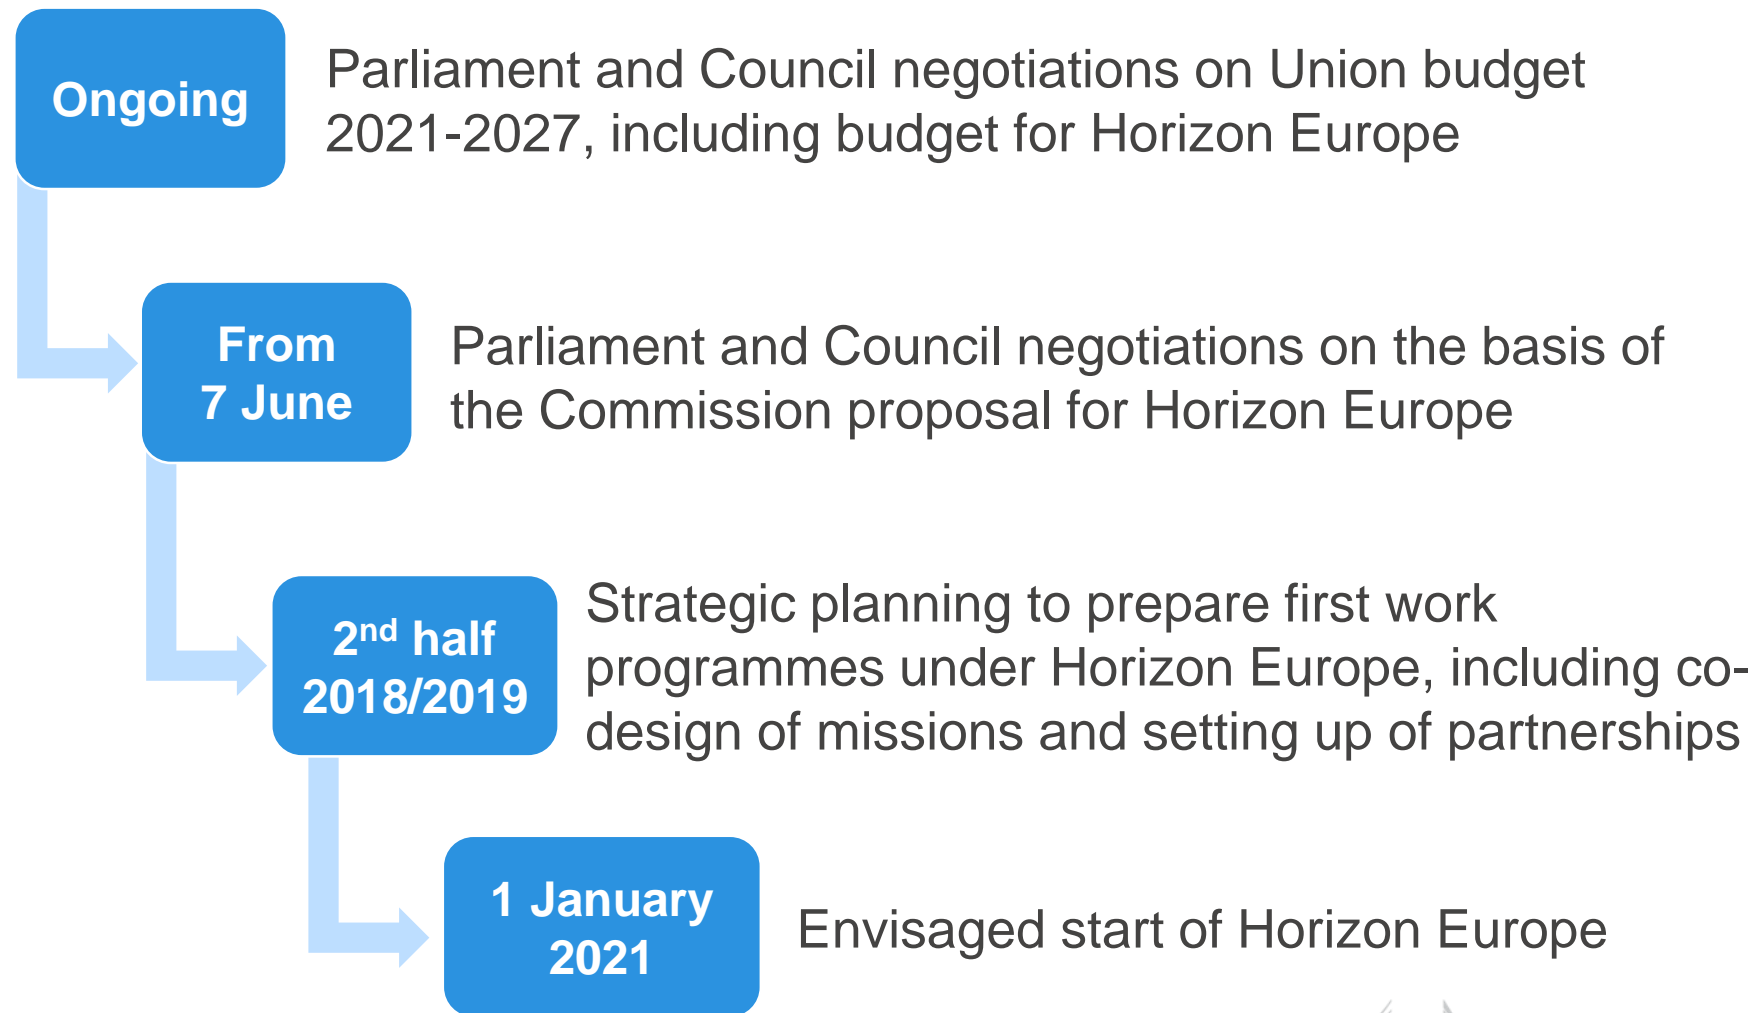 Ongoing
Parliament and Council negotiations on Union budget
2021-2027, including budget for Horizon Europe
From
7 June
Parliament and Council negotiations on the basis of
the Commission proposal for Horizon Europe
2nd half
2018/2019
Strategic planning to prepare first work
programmes under Horizon Europe, including co-
design of missions and setting up of partnerships
1 January
2021
Envisaged start of Horizon Europe